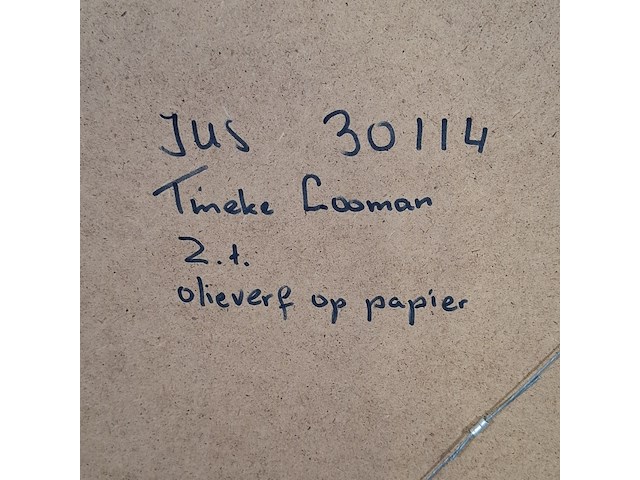 JUS 30114
Tineke Looman
Z.t.
olieverf op papier